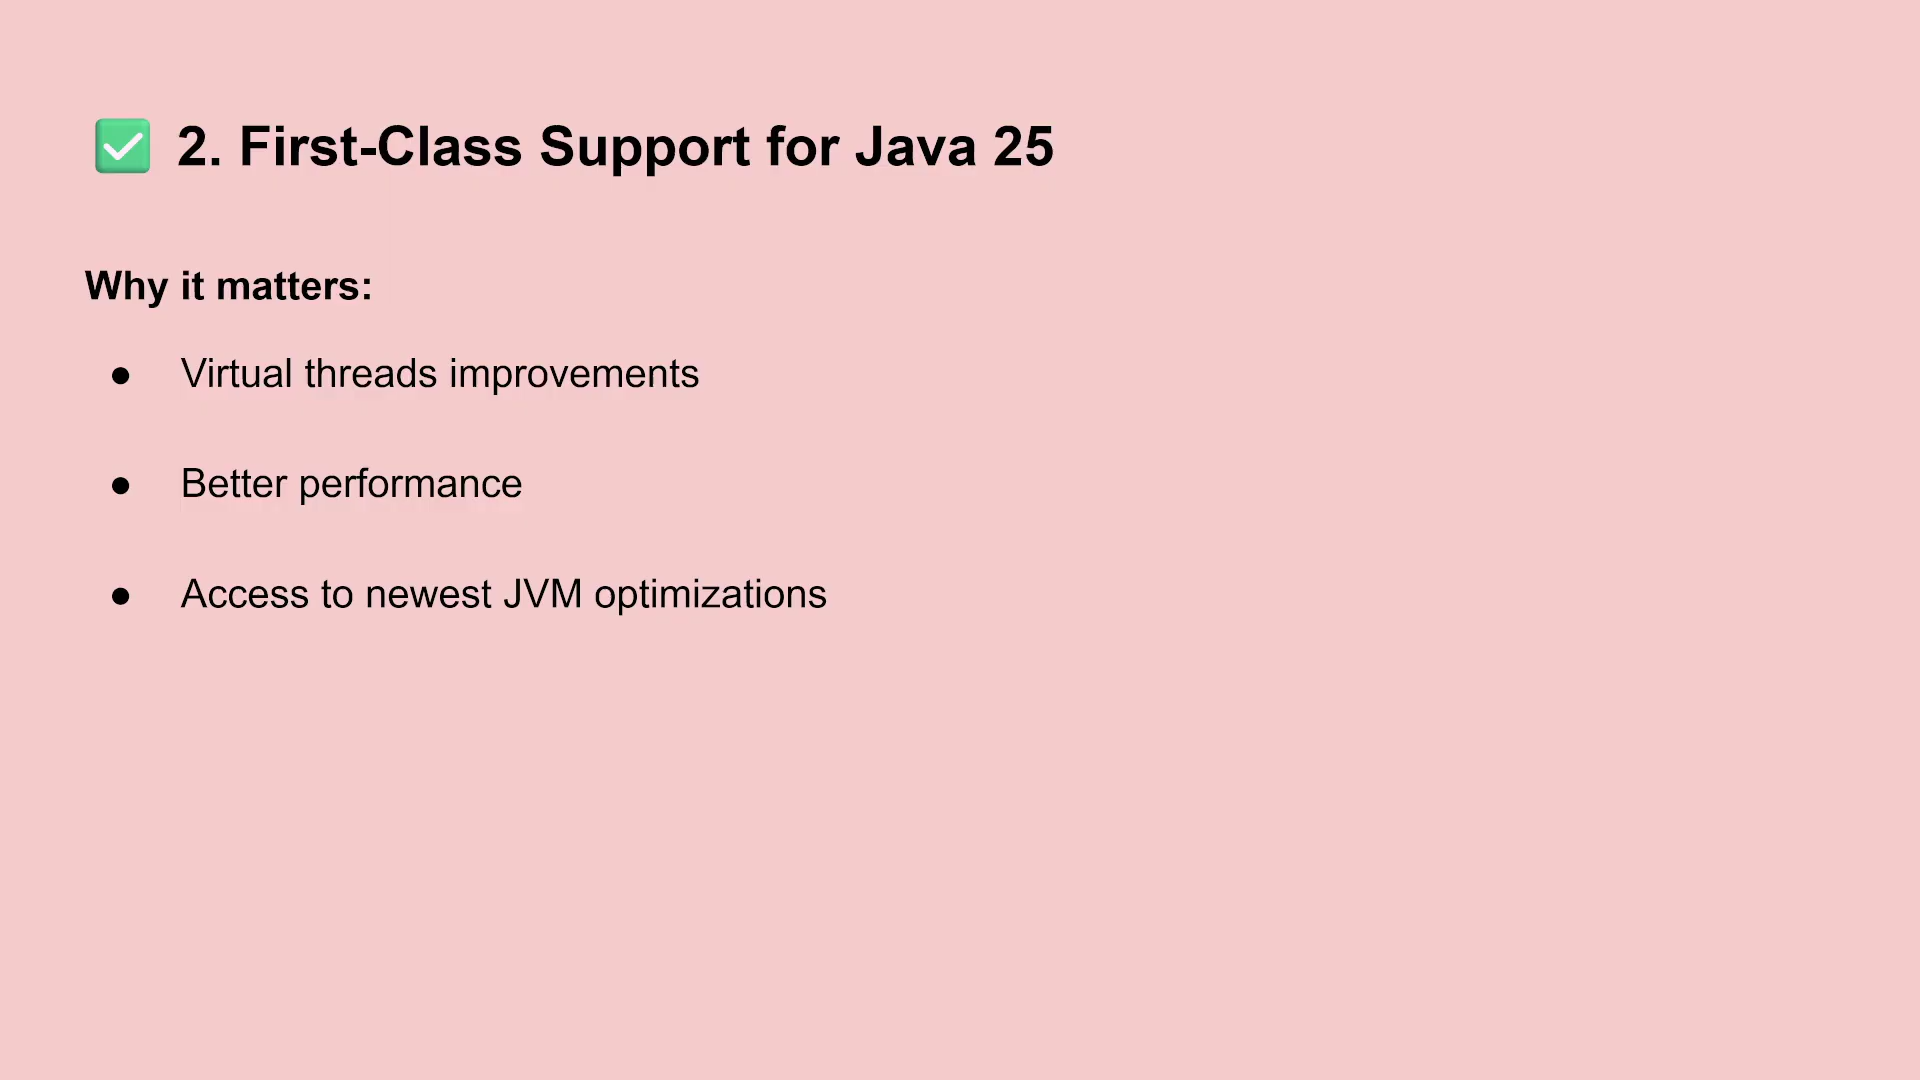 ✅ 2. First-Class Support for Java 25
Why it matters:
● Virtual threads improvements
● Better performance
● Access to newest JVM optimizations